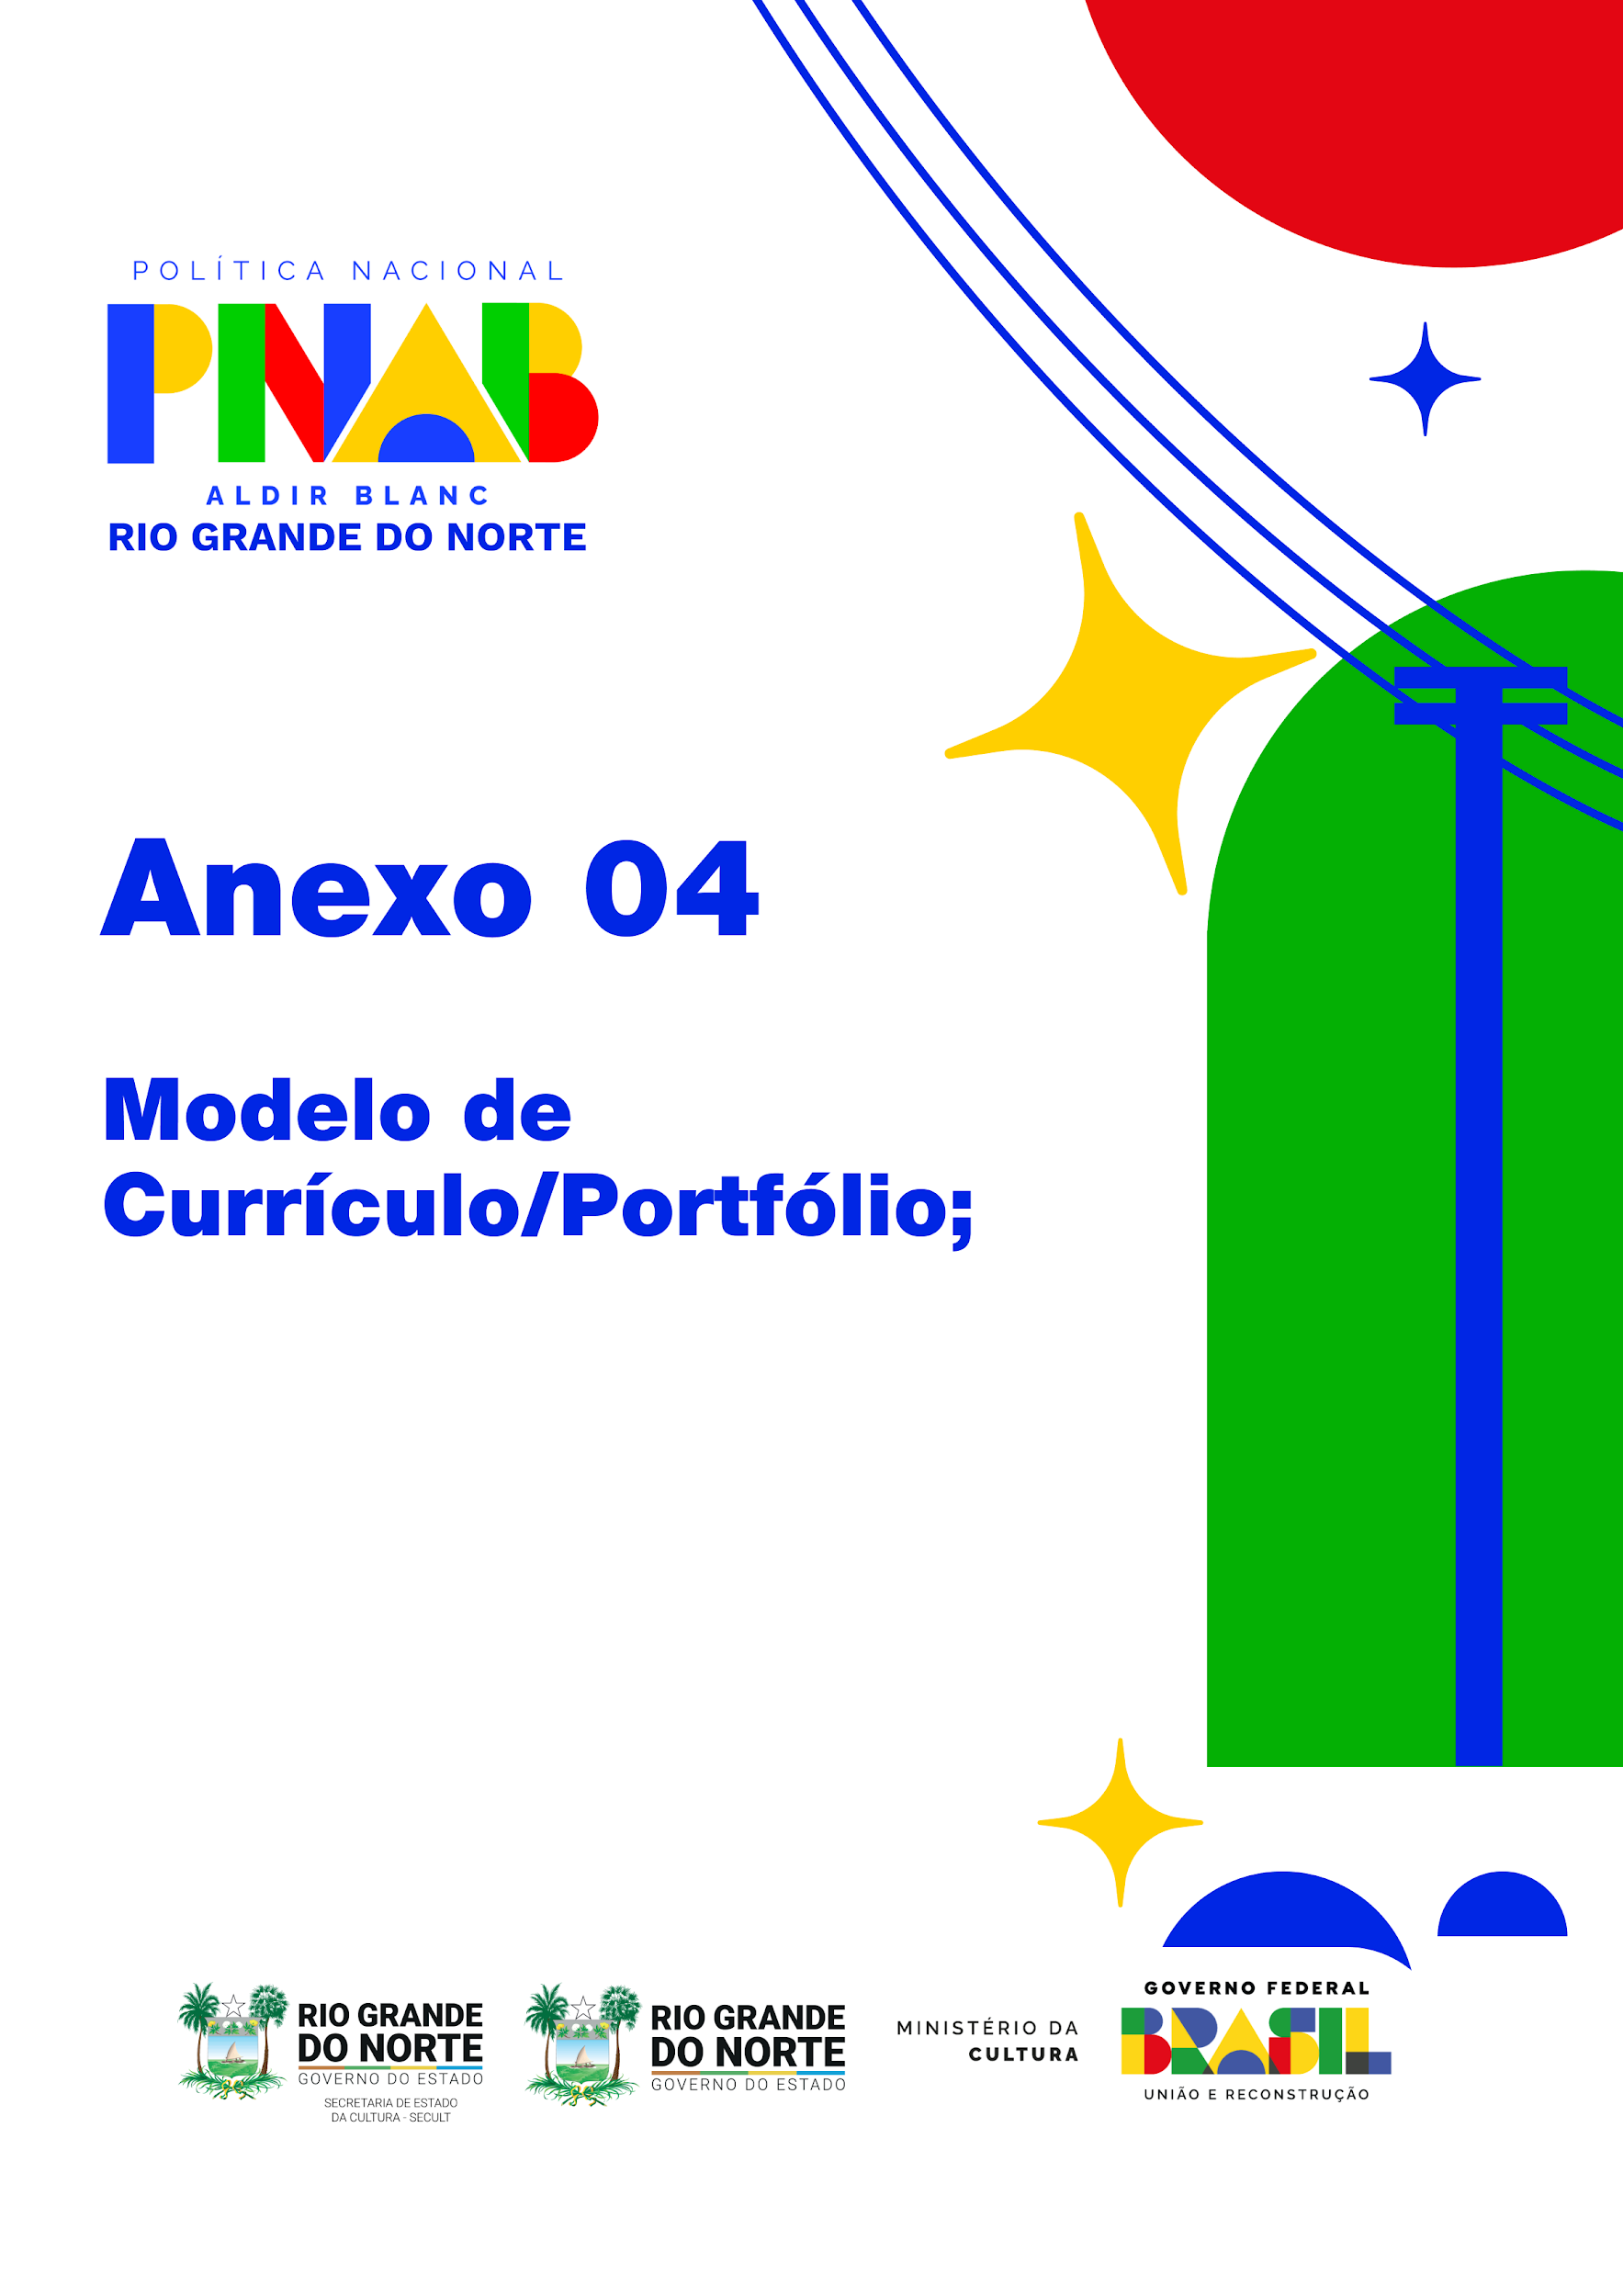 POLÍTICA NACIONAL
PNAB
ALDIR BLANC
RIO GRANDE DO NORTE
Anexo 04
Modelo de
Currículo/Portfólio;
RIO GRANDE
DO NORTE
GOVERNO DO ESTADO
SECRETARIA DE ESTADO
DA CULTURA - SECULT
RIO GRANDE
DO NORTE
GOVERNO DO ESTADO
MINISTÉRIO DA
CULTURA
GOVERNO FEDERAL
BRASIL
UNIÃO E RECONSTRUÇÃO